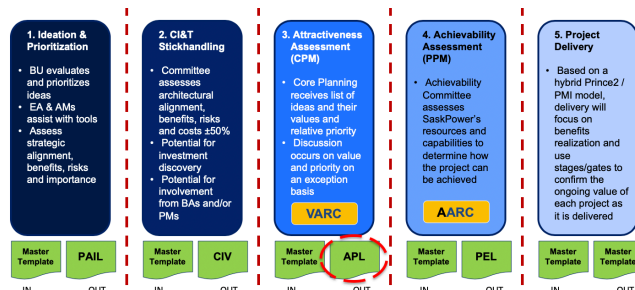 1. Ideation &
Prioritization
• BU evaluates
and prioritizes
ideas
• EA & AMs
assist with tools
• Assess
strategic
alignment,
benefits, risks
and importance
2. CI&T
Stickhandling
• Committee
assesses
architectural
alignment,
benefits, risks
and costs ±50%
• Potential for
investment
discovery
• Potential for
involvement
from BAs and/or
PMs
3. Attractiveness
Assessment
(CPM)
• Core Planning
receives list of
ideas and their
values and
relative priority
• Discussion
occurs on value
and priority on
an exception
basis
VARC
4. Achievability
Assessment
(PPM)
• Achievability
Committee
assesses
SaskPower's
resources and
capabilities to
determine how
the project can
be achieved
AARC
5. Project
Delivery
• Based on a
hybrid Prince2 /
PMI model,
delivery will
focus on
benefits
realization and
use
stages/gates to
confirm the
ongoing value of
each project as
it is delivered
Master
Template
PAIL
Master
Template
CIV
Master
Template
APL
Master
Template
PEL
Master
Template
Master
Template
IN OUT
IN OUT
IN OUT
IN OUT
IN OUT